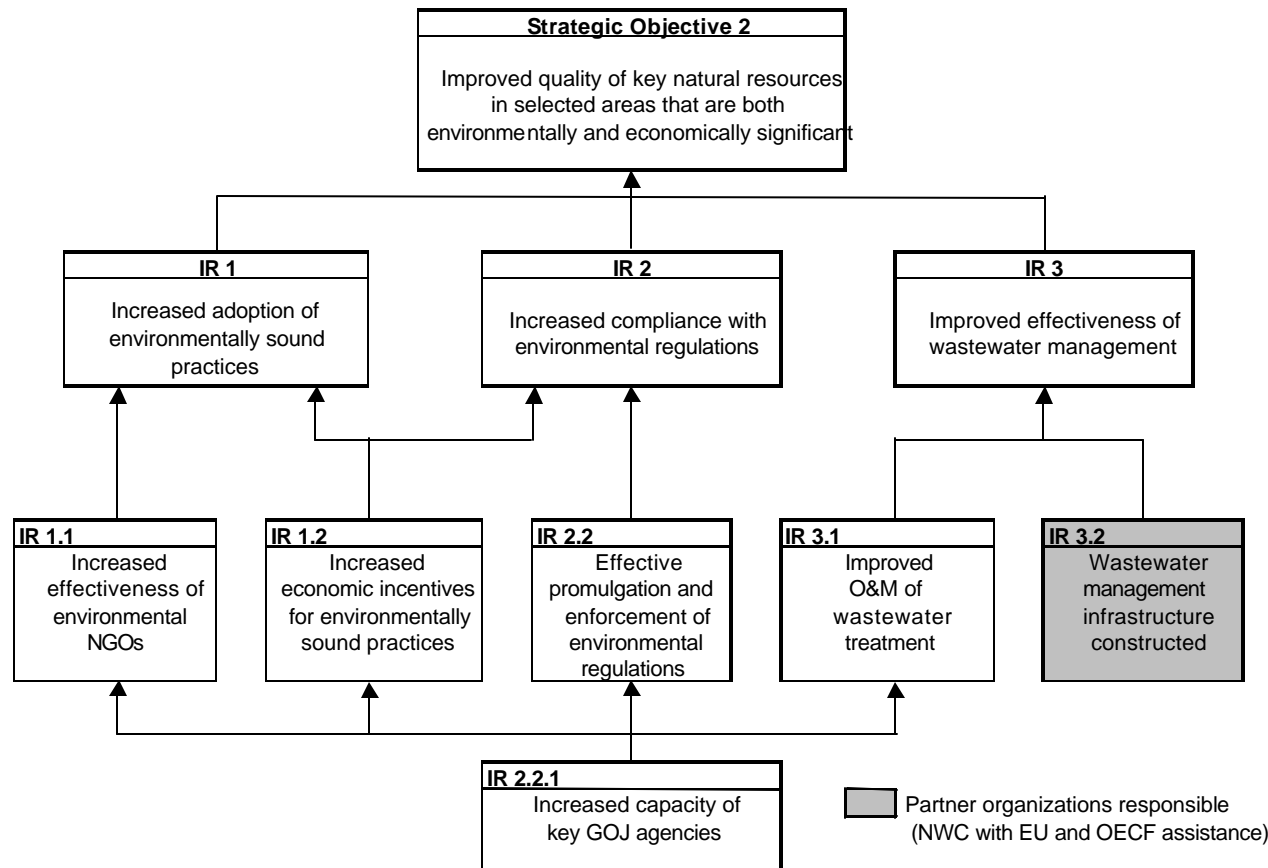 Strategic Objective 2
Improved quality of key natural resources
in selected areas that are both
environmentally and economically significant
IR 1
Increased adoption of
environmentally sound
practices
IR 2
Increased compliance with
environmental regulations
IR 3
Improved effectiveness of
wastewater management
IR 1.1
Increased
effectiveness of
environmental
NGOs
IR 1.2
Increased
economic incentives
for environmentally
sound practices
IR 2.2
Effective
promulgation and
enforcement of
environmental
regulations
IR 3.1
Improved
O&M of
wastewater
treatment
IR 3.2
Wastewater
management
infrastructure
constructed
IR 2.2.1
Increased capacity of
key GOJ agencies
Partner organizations responsible
(NWC with EU and OECF assistance)